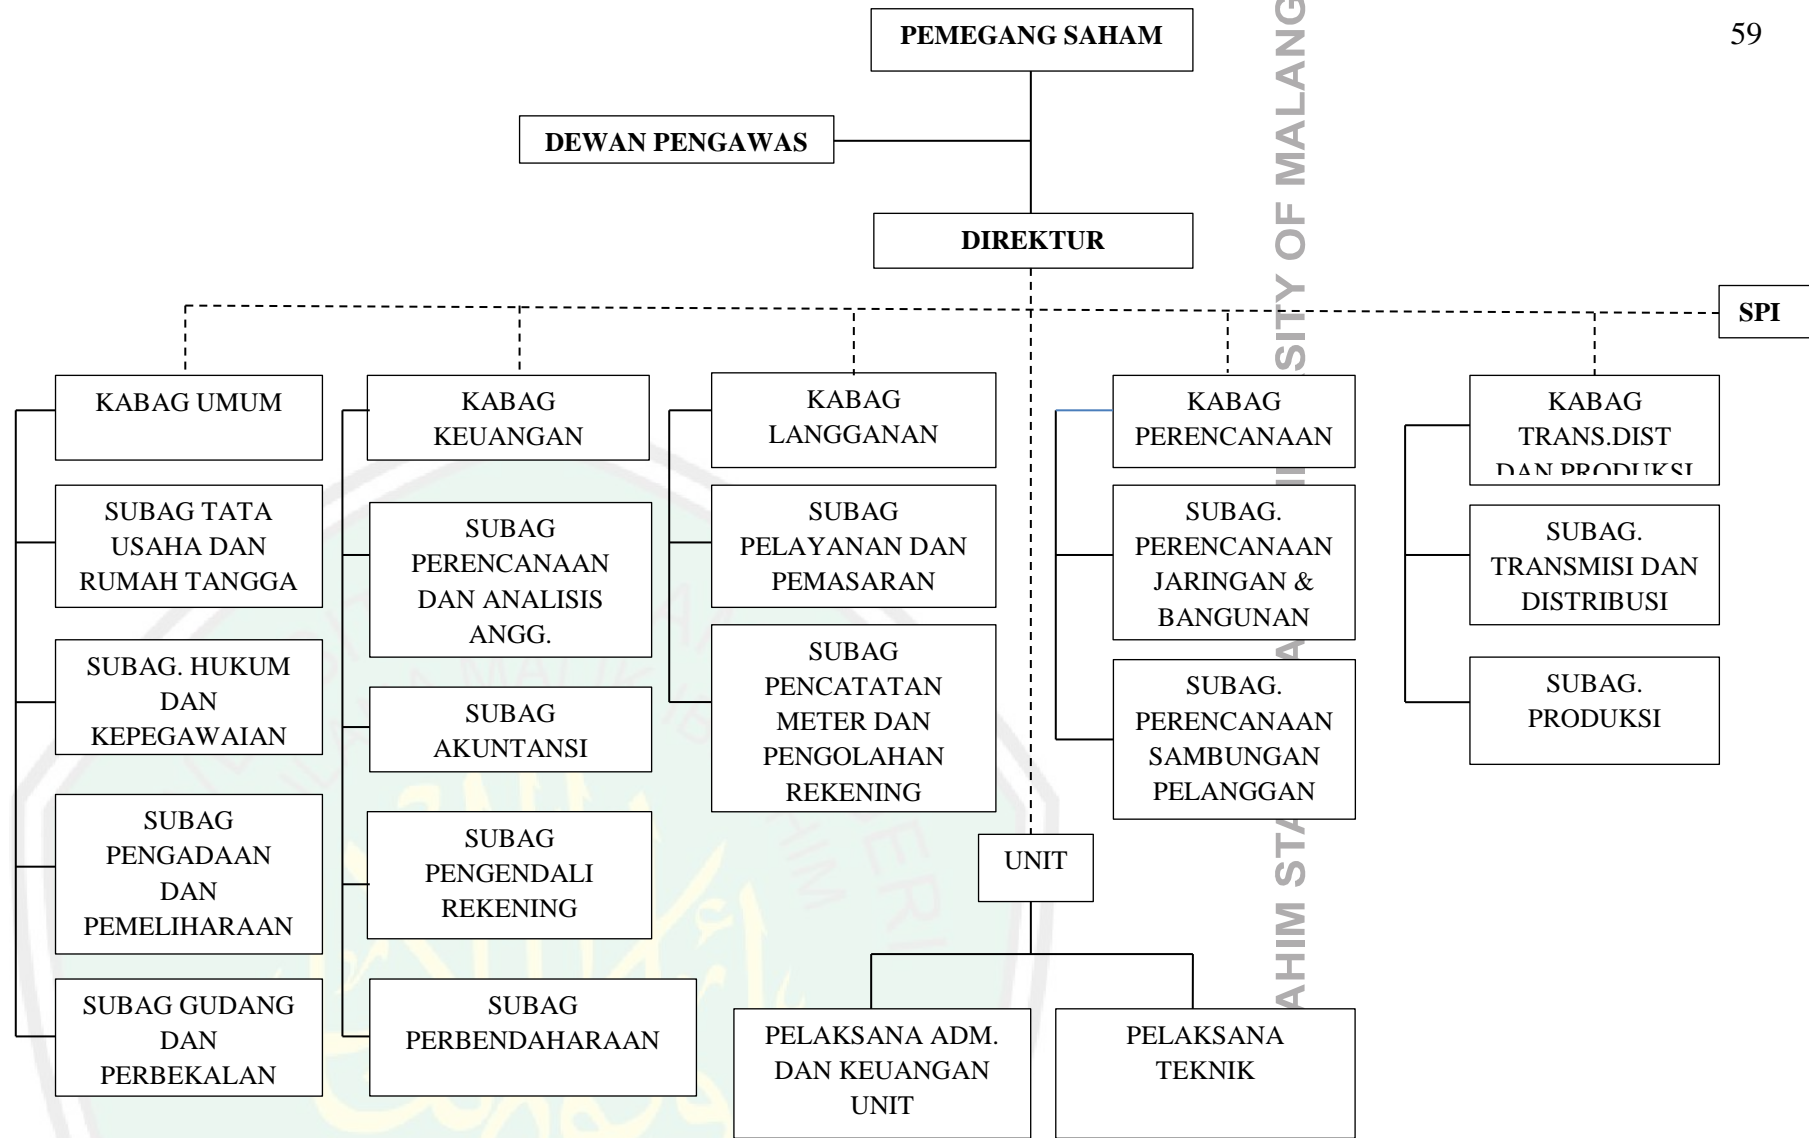 59
PEMEGANG SAHAM
DEWAN PENGAWAS
DIREKTUR
SPI
KABAG UMUM
SUBAG TATA
USAHA DAN
RUMAH TANGGA
SUBAG. HUKUM
DAN
KEPEGAWAIAN
SUBAG
PENGADAAN
DAN
PEMELIHARAAN
SUBAG GUDANG
DAN
PERBEKALAN
KABAG
KEUANGAN
SUBAG
PERENCANAAN
DAN ANALISIS
ANGG.
SUBAG
AKUNTANSI
SUBAG
PENGENDALI
REKENING
SUBAG
PERBENDAHARAAN
KABAG
LANGGANAN
SUBAG
PELAYANAN DAN
PEMASARAN
SUBAG
PENCATATAN
METER DAN
PENGOLAHAN
REKENING
KABAG
PERENCANAAN
SUBAG.
PERENCANAAN
JARINGAN &
BANGUNAN
SUBAG.
PERENCANAAN
SAMBUNGAN
PELANGGAN
KABAG
TRANS.DIST
DAN PRODUKSI
SUBAG.
TRANSMISI DAN
DISTRIBUSI
SUBAG.
PRODUKSI
UNIT
PELAKSANA ADM.
DAN KEUANGAN
UNIT
PELAKSANA
TEKNIK
OF MALANG